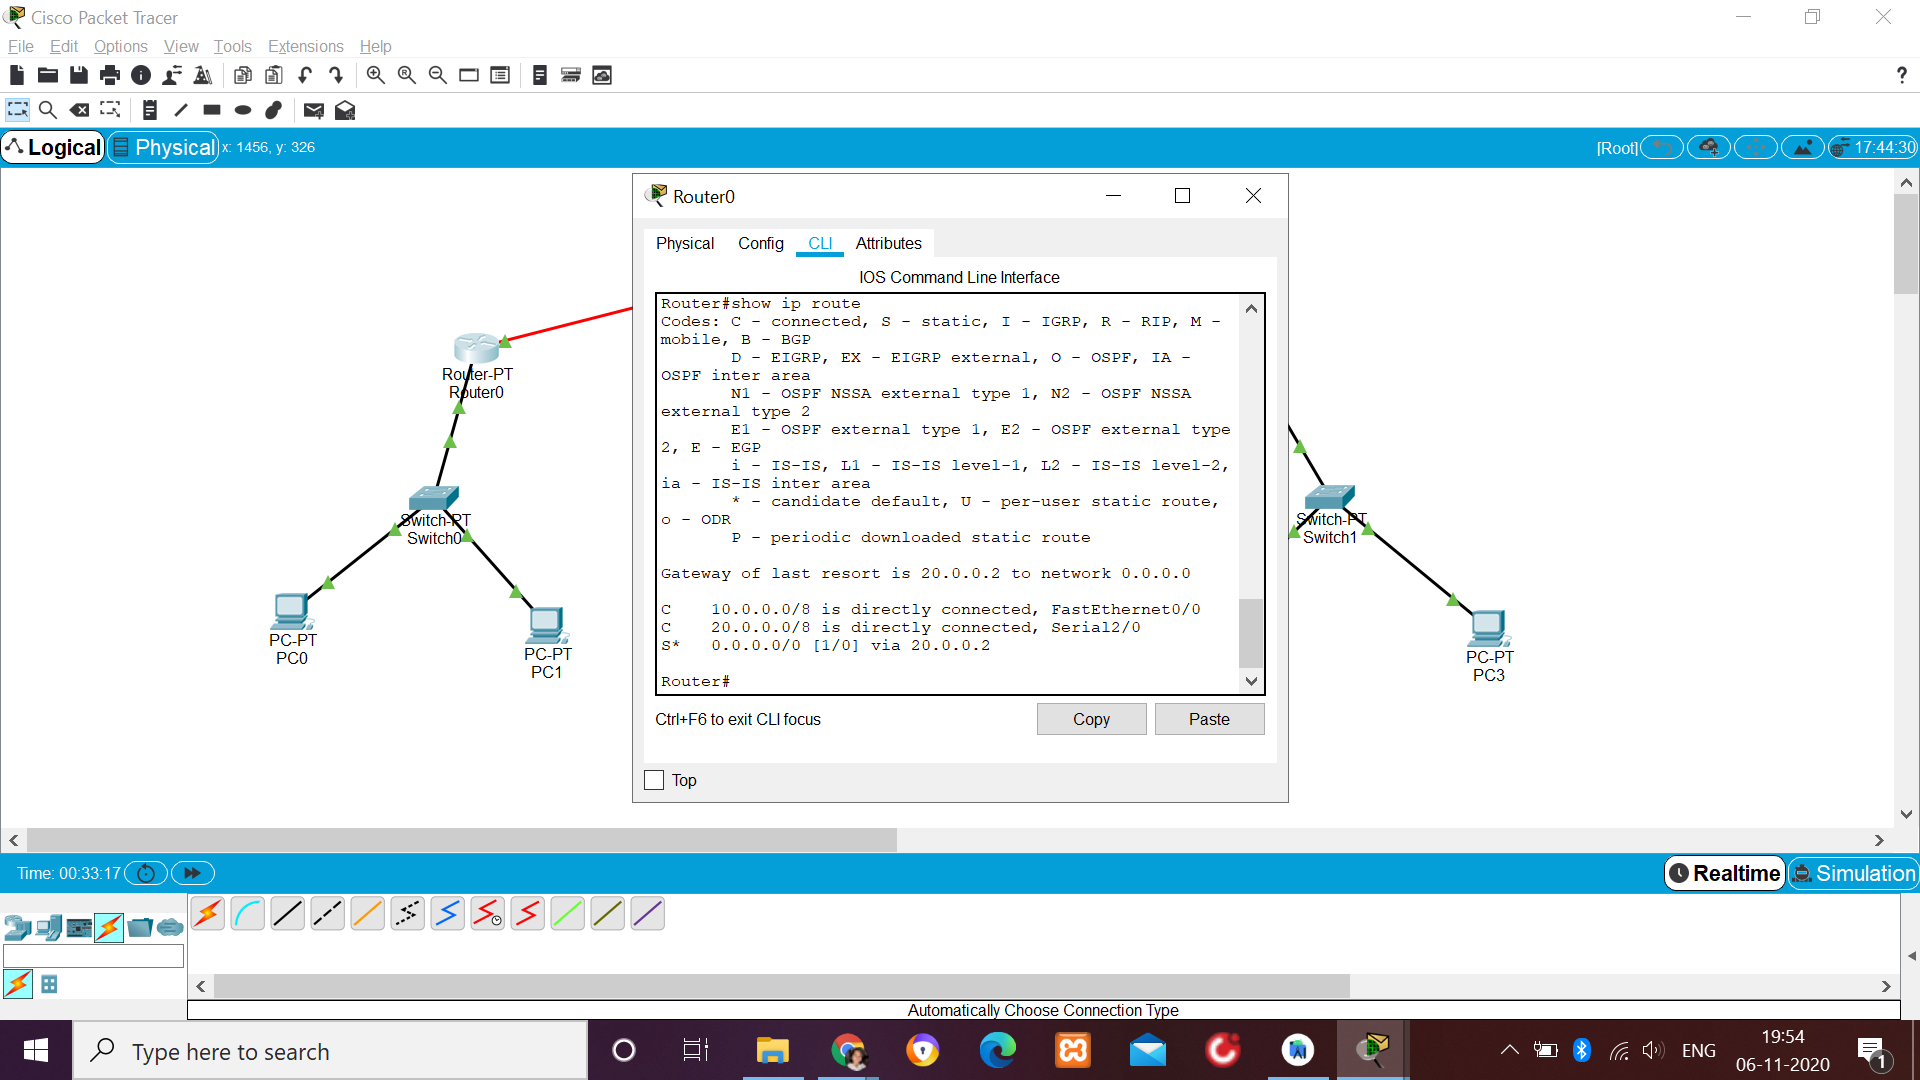 Cisco Packet Tracer
File Edit Options View Tools Extensions Help
?
Logical Physical x: 1456, y: 326 [Root] 17:44:30
Router0
Physical Config CLI Attributes
IOS Command Line Interface
Router#show ip route
Codes: C - connected, S - static, I - IGRP, R - RIP, M -
mobile, B - BGP
D - EIGRP, EX - EIGRP external, O - OSPF, IA -
OSPF inter area
N1 - OSPF NSSA external type 1, N2 - OSPF NSSA
external type 2
E1 - OSPF external type 1, E2 - OSPF external type
2, E - EGP
i - IS-IS, L1 - IS-IS level-1, L2 - IS-IS level-2,
ia - IS-IS inter area
* - candidate default, U - per-user static route,
o - ODR
P - periodic downloaded static route
Gateway of last resort is 20.0.0.2 to network 0.0.0.0
C 10.0.0.0/8 is directly connected, FastEthernet0/0
C 20.0.0.0/8 is directly connected, Serial2/0
S* 0.0.0.0/0 [1/0] via 20.0.0.2
Router#
Ctrl+F6 to exit CLI focus
Copy Paste
Top
Router-PT
Router0
Switch-PT
Switch0
PC-PT
PC0
PC-PT
PC1
Switch-PT
Switch1
PC-PT
PC3
Time: 00:33:17
Realtime Simulation
Automatically Choose Connection Type
Type here to search
ENG
19:54
06-11-2020
1